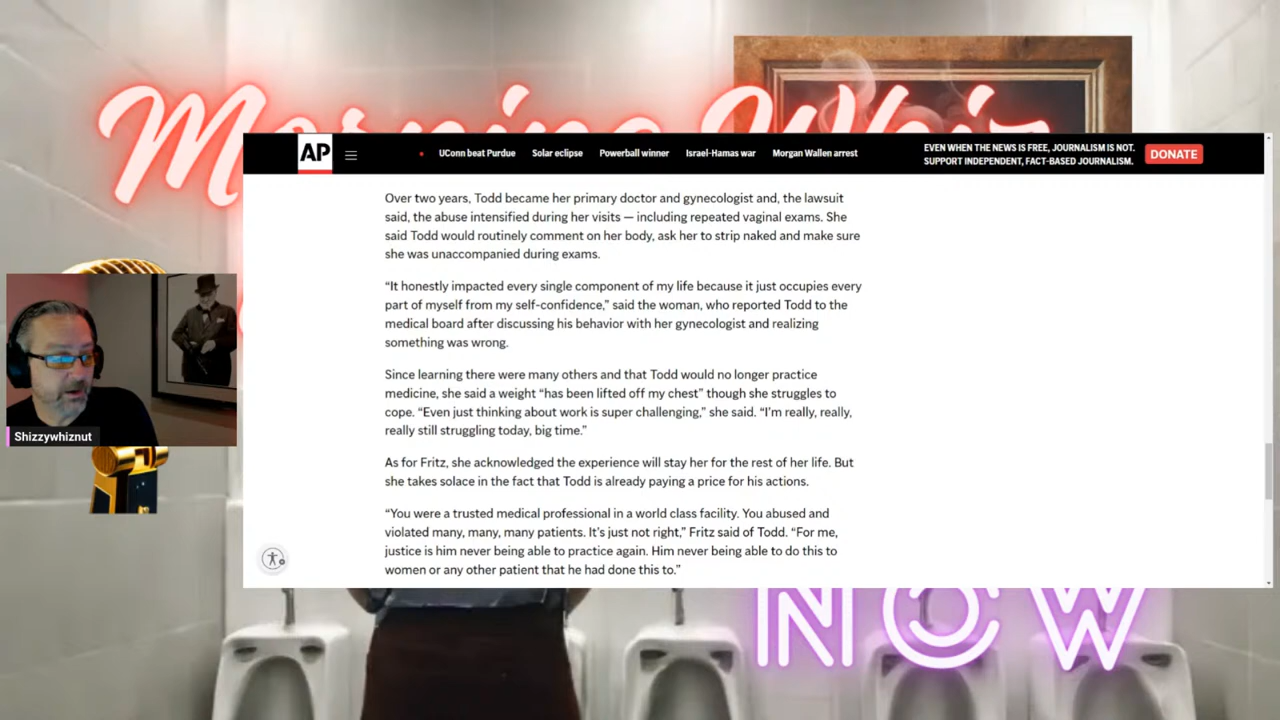 Morning Whiz
AP
UConn beat Purdue
Solar eclipse
Powerball winner
Israel-Hamas war
Morgan Wallen arrest
EVEN WHEN THE NEWS IS FREE, JOURNALISM IS NOT.
SUPPORT INDEPENDENT, FACT-BASED JOURNALISM.
DONATE
Over two years, Todd became her primary doctor and gynecologist and, the lawsuit
said, the abuse intensified during her visits — including repeated vaginal exams. She
said Todd would routinely comment on her body, ask her to strip naked and make sure
she was unaccompanied during exams.
“It honestly impacted every single component of my life because it just occupies every
part of myself from my self-confidence,” said the woman, who reported Todd to the
medical board after discussing his behavior with her gynecologist and realizing
something was wrong.
Since learning there were many others and that Todd would no longer practice
medicine, she said a weight “has been lifted off my chest” though she struggles to
cope. “Even just thinking about work is super challenging,” she said. “I’m really, really,
really still struggling today, big time.”
As for Fritz, she acknowledged the experience will stay her for the rest of her life. But
she takes solace in the fact that Todd is already paying a price for his actions.
“You were a trusted medical professional in a world class facility. You abused and
violated many, many, many patients. It’s just not right,” Fritz said of Todd. “For me,
justice is him never being able to practice again. Him never being able to do this to
women or any other patient that he had done this to.”
Shizzywhiznut
NOW